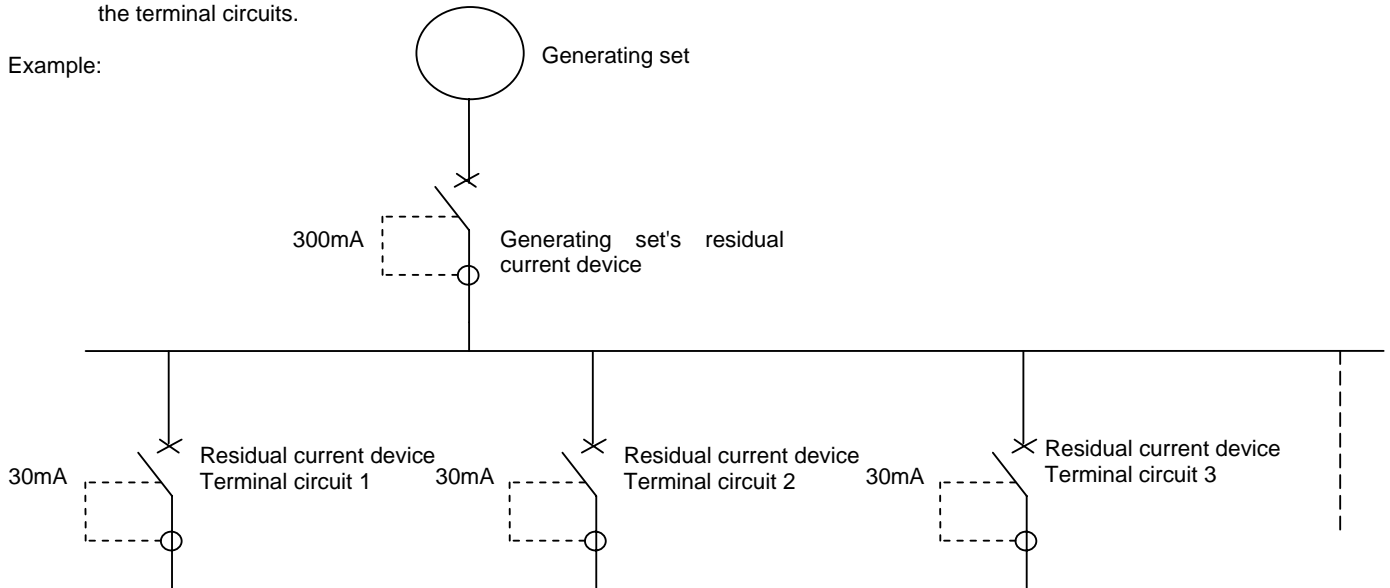 the terminal circuits.
Example:
Generating set
300mA
Generating set's residual
current device
30mA
Residual current device
Terminal circuit 1
30mA
Residual current device
Terminal circuit 2
30mA
Residual current device
Terminal circuit 3